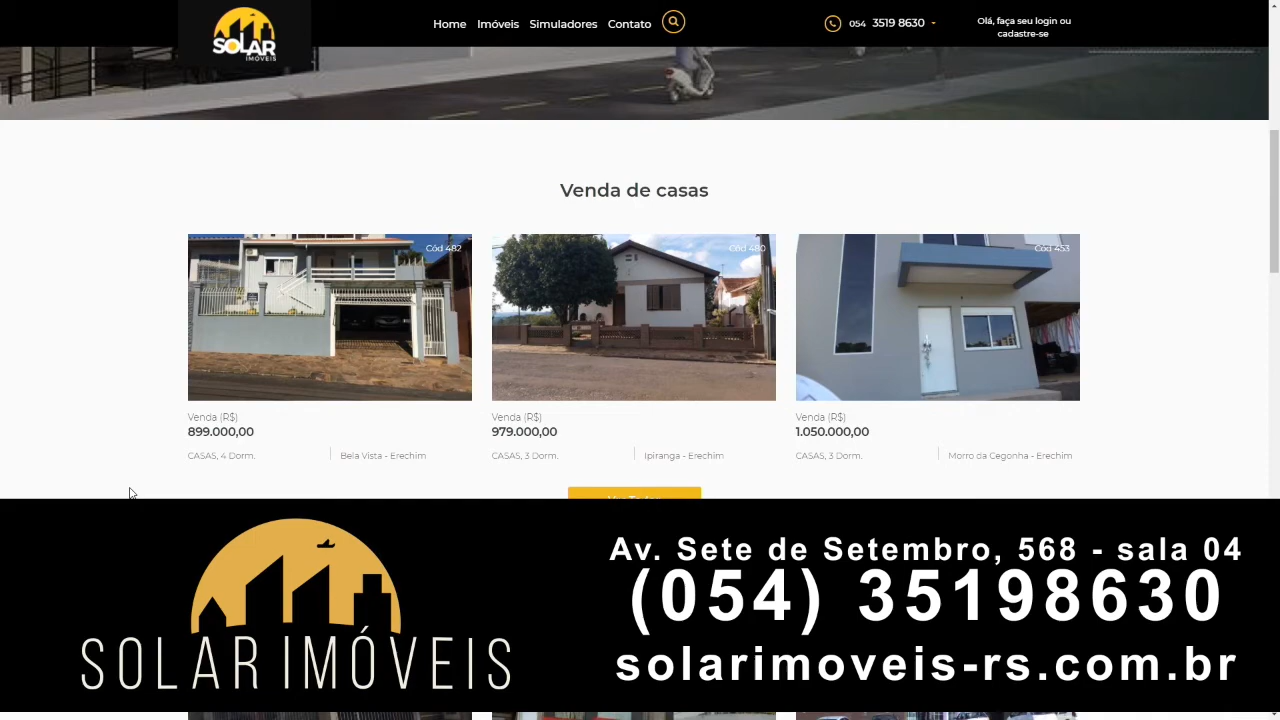 SOLAR
IMÓVEIS
Home Imóveis Simuladores Contato
054 3519 8630
Olá, faça seu login ou
cadastre-se
Venda de casas
Cód 482
Cód 480
Cód 453
Venda (R$)
899.000,00
CASAS, 4 Dorm.
Bela Vista - Erechim
Venda (R$)
979.000,00
CASAS, 3 Dorm.
Ipiranga - Erechim
Venda (R$)
1.050.000,00
CASAS, 3 Dorm.
Morro da Cegonha - Erechim
SOLAR IMÓVEIS
Av. Sete de Setembro, 568 - sala 04
(054) 35198630
solarimoveis-rs.com.br